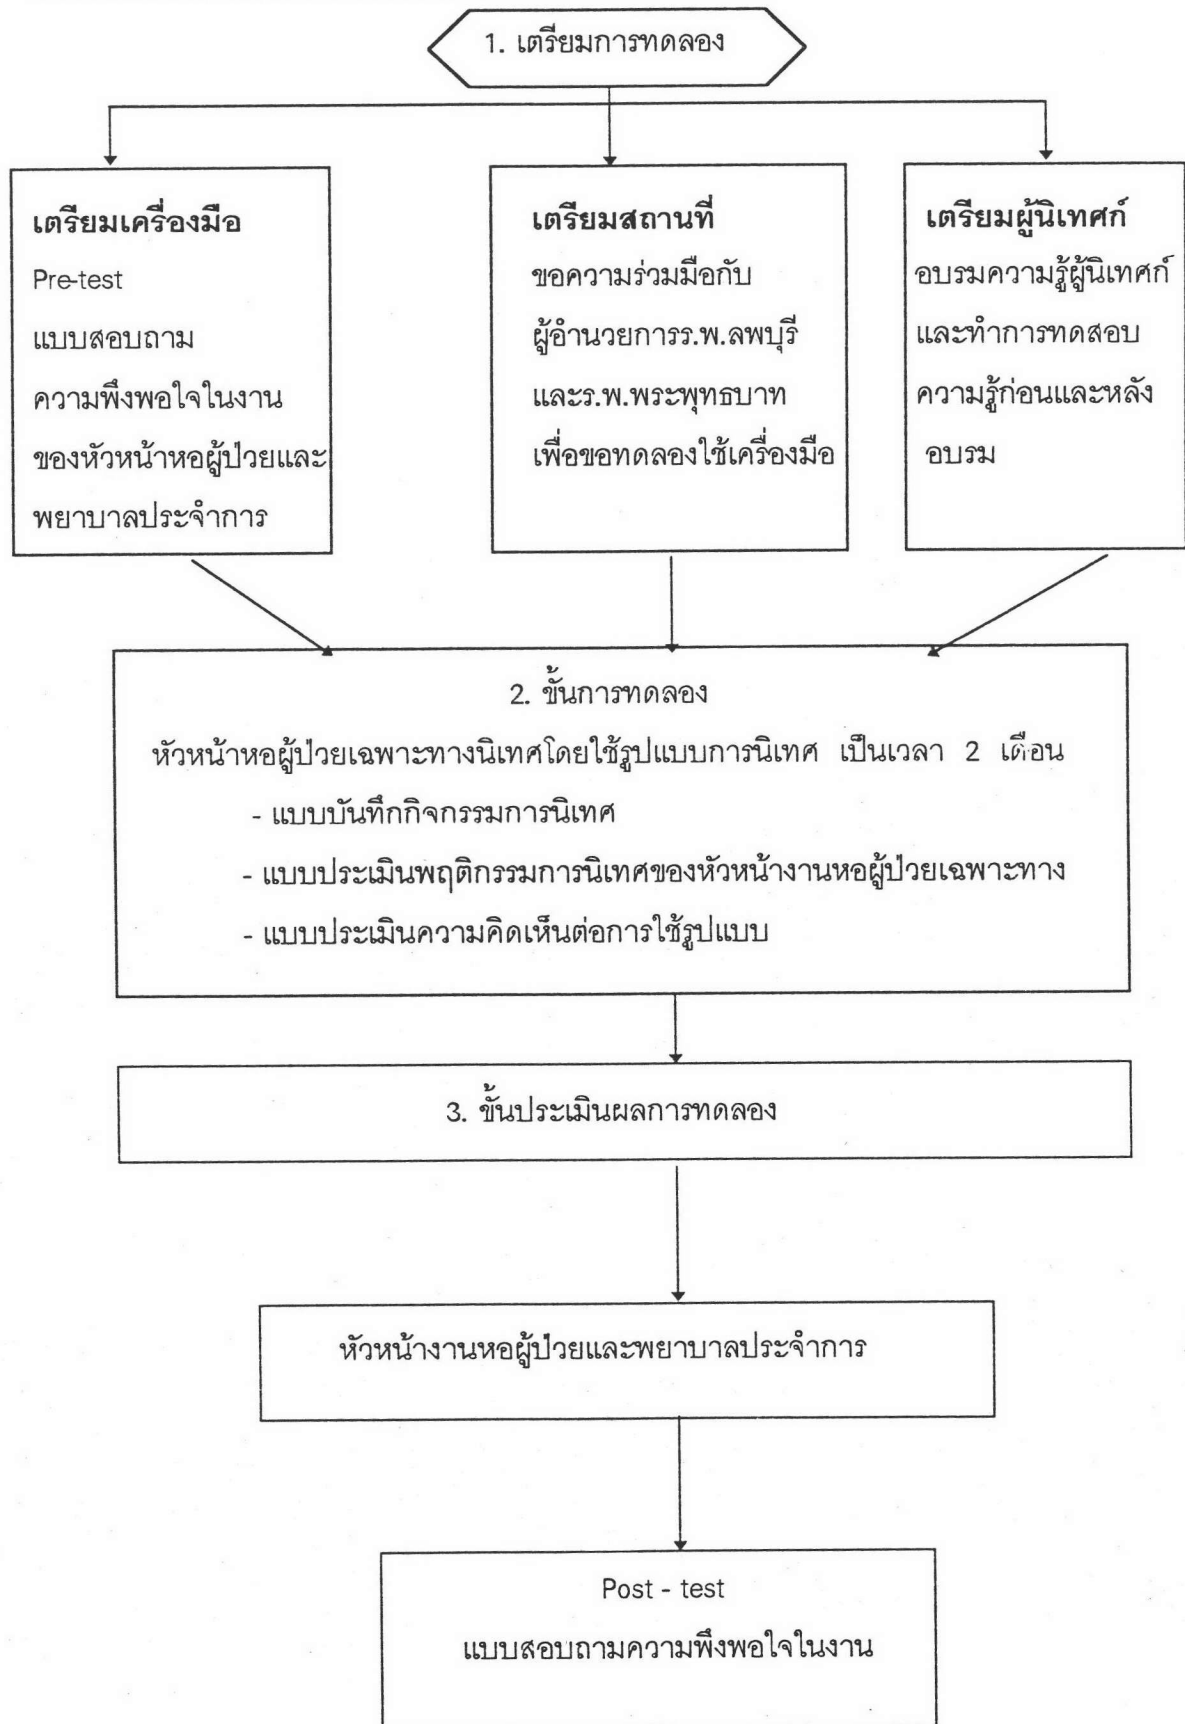 1. เตรียมการทดลอง
เตรียมเครื่องมือ
Pre-test
แบบสอบถาม
ความพึงพอใจในงาน
ของหัวหน้าหอผู้ป่วยและ
พยาบาลประจำการ
เตรียมสถานที่
ขอความร่วมมือกับ
ผู้อำนวยการร.พ.ลพบุรี
และร.พ.พระพุทธบาท
เพื่อขอทดลองใช้เครื่องมือ
เตรียมผู้นิเทศก์
อบรมความรู้ผู้นิเทศก์
และทำการทดสอบ
ความรู้ก่อนและหลัง
อบรม
2. ขั้นการทดลอง
หัวหน้าหอผู้ป่วยเฉพาะทางนิเทศโดยใช้รูปแบบการนิเทศ เป็นเวลา 2 เดือน
- แบบบันทึกกิจกรรมการนิเทศ
- แบบประเมินพฤติกรรมการนิเทศของหัวหน้างานหอผู้ป่วยเฉพาะทาง
- แบบประเมินความคิดเห็นต่อการใช้รูปแบบ
3. ขั้นประเมินผลการทดลอง
หัวหน้างานหอผู้ป่วยและพยาบาลประจำการ
Post - test
แบบสอบถามความพึงพอใจในงาน